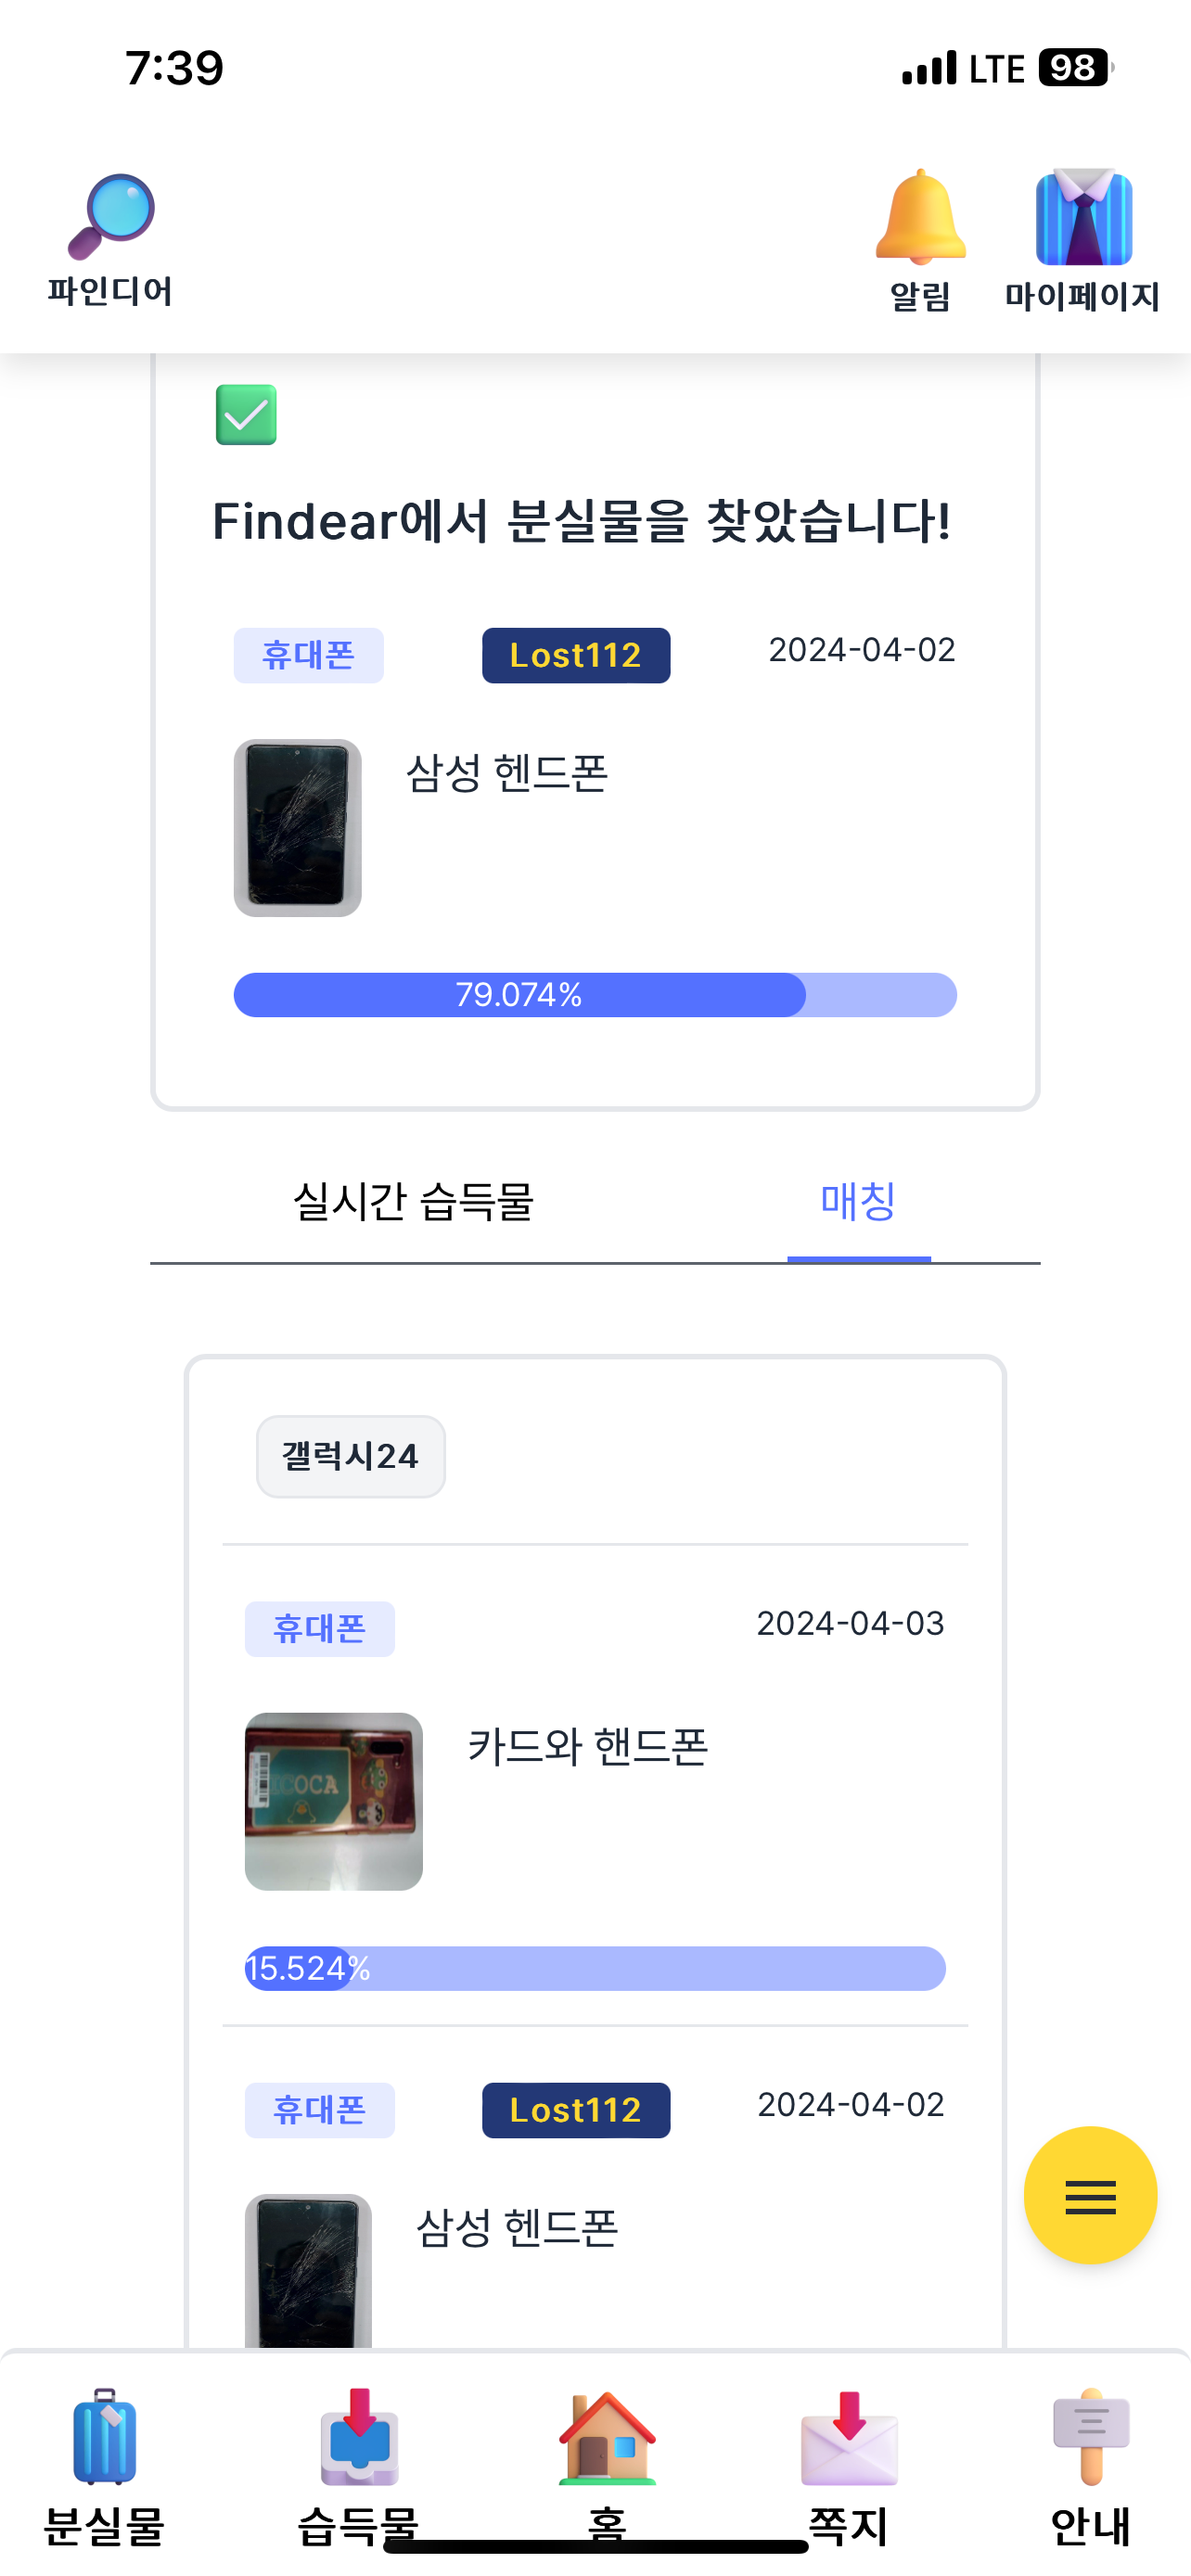 7:39 LTE 98
파인디어 알림 마이페이지
Findear에서 분실물을 찾았습니다!
휴대폰 Lost112 2024-04-02
삼성 헨드폰
79.074%
실시간 습득물 매칭
갤럭시24
휴대폰 2024-04-03
카드와 핸드폰
ICOCA
15.524%
휴대폰 Lost112 2024-04-02
삼성 헨드폰
분실물 습득물 홈 쪽지 안내